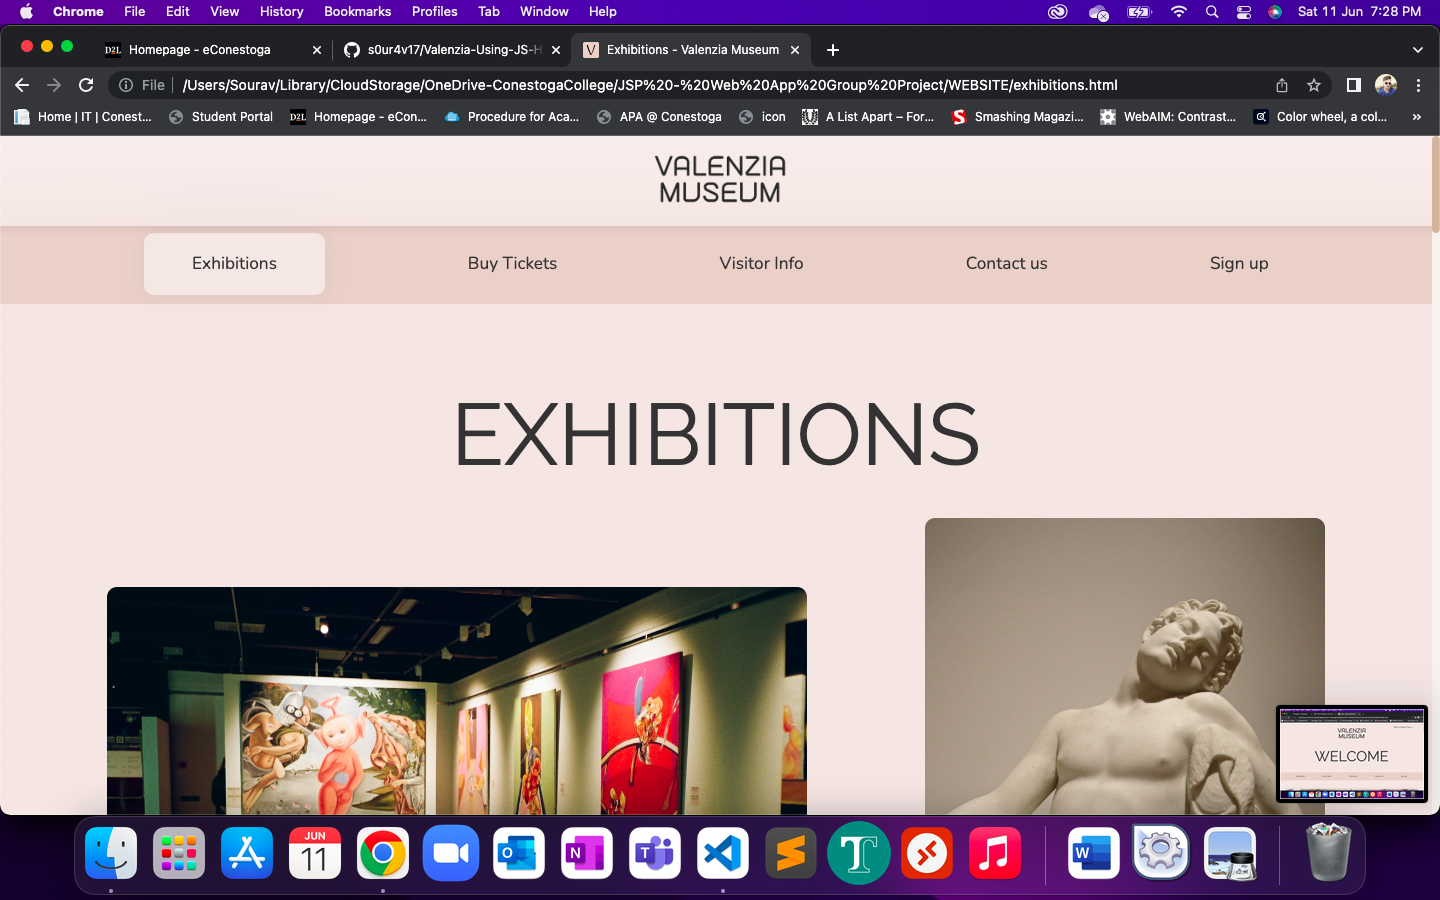 Chrome File Edit View History Bookmarks Profiles Tab Window Help Sat 11 Jun 7:28 PM
D2L Homepage - eConestoga s0ur4v17/Valenzia-Using-JS-H V Exhibitions - Valenzia Museum
File /Users/Sourav/Library/CloudStorage/OneDrive-ConestogaCollege/JSP%20-%20Web%20App%20Group%20Project/WEBSITE/exhibitions.html
Home | IT | Conest... Student Portal D2L Homepage - eCon... Procedure for Aca... APA @ Conestoga icon A List Apart – For... S Smashing Magazi... WebAIM: Contrast... Color wheel, a col... »
VALENZIA
MUSEUM
Exhibitions Buy Tickets Visitor Info Contact us Sign up
EXHIBITIONS
VALENZIA
MUSEUM
WELCOME
JUN
11